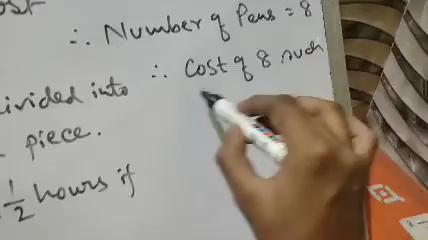 ∴ Number of Pens = 8
∴ Cost of 8 such
divided into
piece.
1/2 hours if